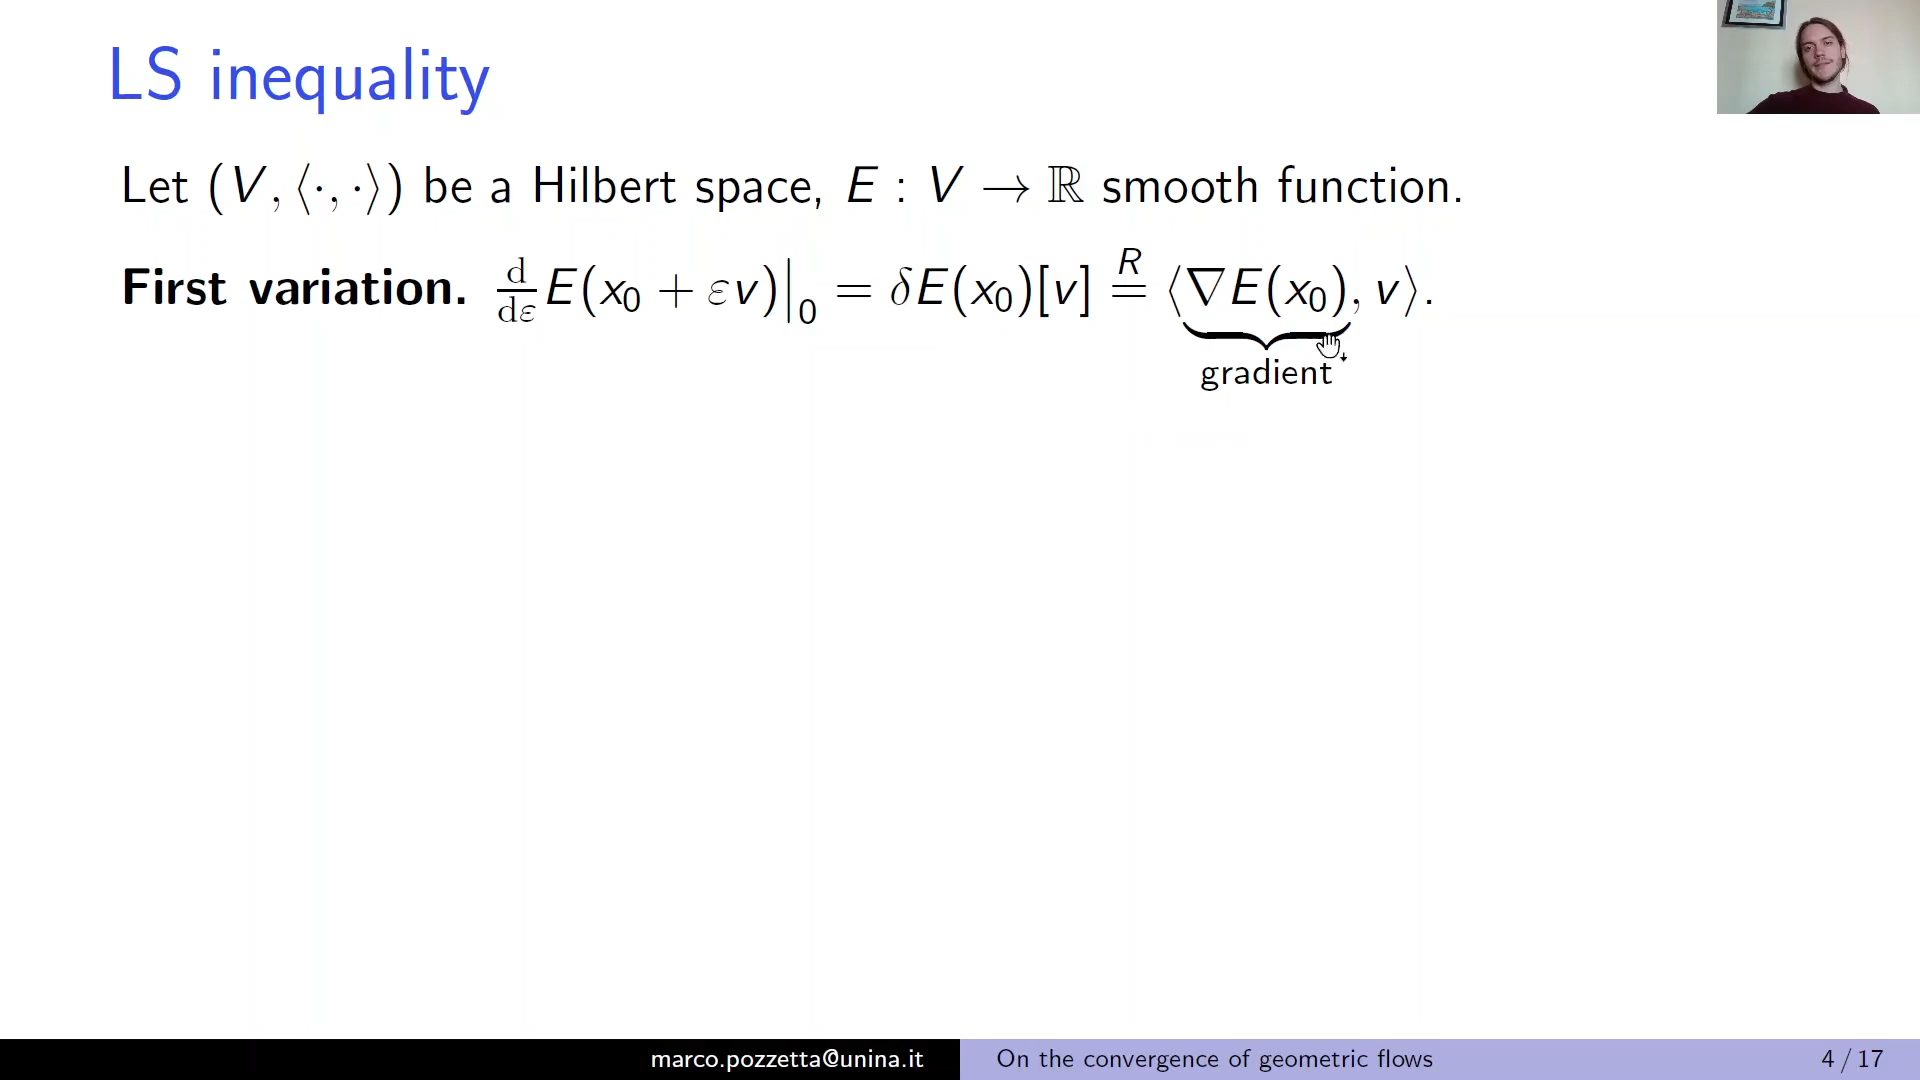 LS inequality
Let (V, ⟨·, ·⟩) be a Hilbert space, E : V → ℝ smooth function.
First variation. d/dε E(x₀ + εv)|₀ = δE(x₀)[v] =^R ⟨∇E(x₀), v⟩.
gradient
marco.pozzetta@unina.it On the convergence of geometric flows 4 / 17